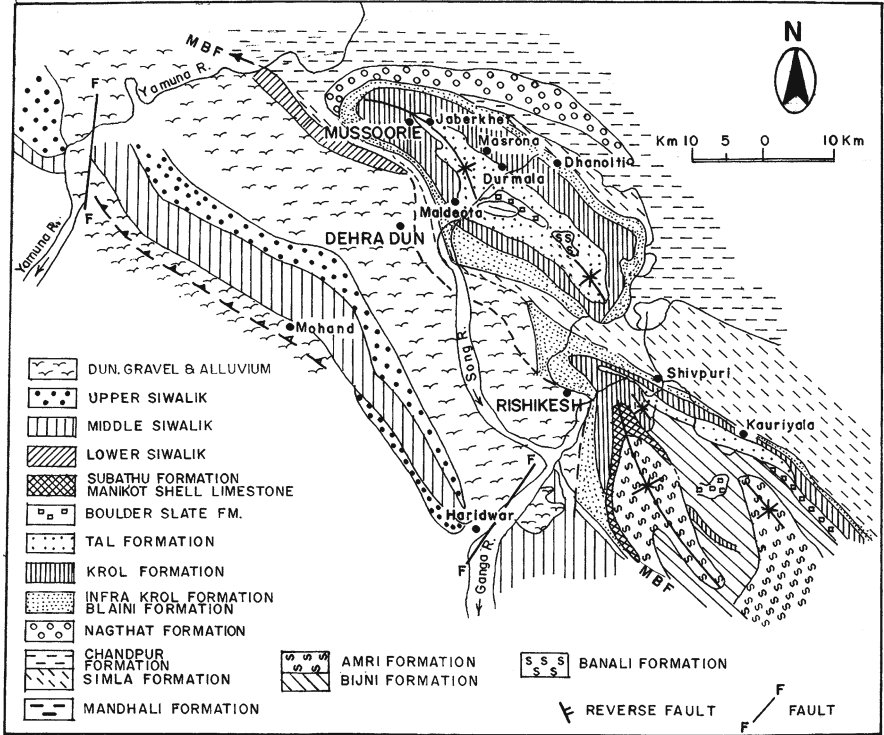 N
MBF
Yamuna R.
F
Km 10 5 0 10 Km
Jaberkhet
MUSSOORIE
Masrona
Dhanolti
Durmala
Maldeota
F
Yamuna R.
DEHRA DUN
S S
S
Mohand
Song R.
Shivpuri
RISHIKESH
Kauriyala
F
Haridwar
F
Ganga R.
MBF
DUN. GRAVEL & ALLUVIUM
UPPER SIWALIK
MIDDLE SIWALIK
LOWER SIWALIK
SUBATHU FORMATION
MANIKOT SHELL LIMESTONE
BOULDER SLATE FM.
TAL FORMATION
KROL FORMATION
INFRA KROL FORMATION
BLAINI FORMATION
NAGTHAT FORMATION
CHANDPUR
FORMATION
SIMLA FORMATION
MANDHALI FORMATION
AMRI FORMATION
BIJNI FORMATION
BANALI FORMATION
REVERSE FAULT
F
F
FAULT